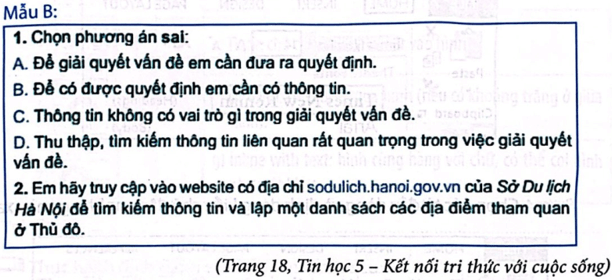 Mẫu B:
1. Chọn phương án sai:
A. Để giải quyết vấn đề em cần đưa ra quyết định.
B. Để có được quyết định em cần có thông tin.
C. Thông tin không có vai trò gì trong giải quyết vấn đề.
D. Thu thập, tìm kiếm thông tin liên quan rất quan trọng trong việc giải quyết
vấn đề.
2. Em hãy truy cập vào website có địa chỉ sodulich.hanoi.gov.vn của Sở Du lịch
Hà Nội để tìm kiếm thông tin và lập một danh sách các địa điểm tham quan
ở Thủ đô.
(Trang 18, Tin học 5 – Kết nối tri thức với cuộc sống)